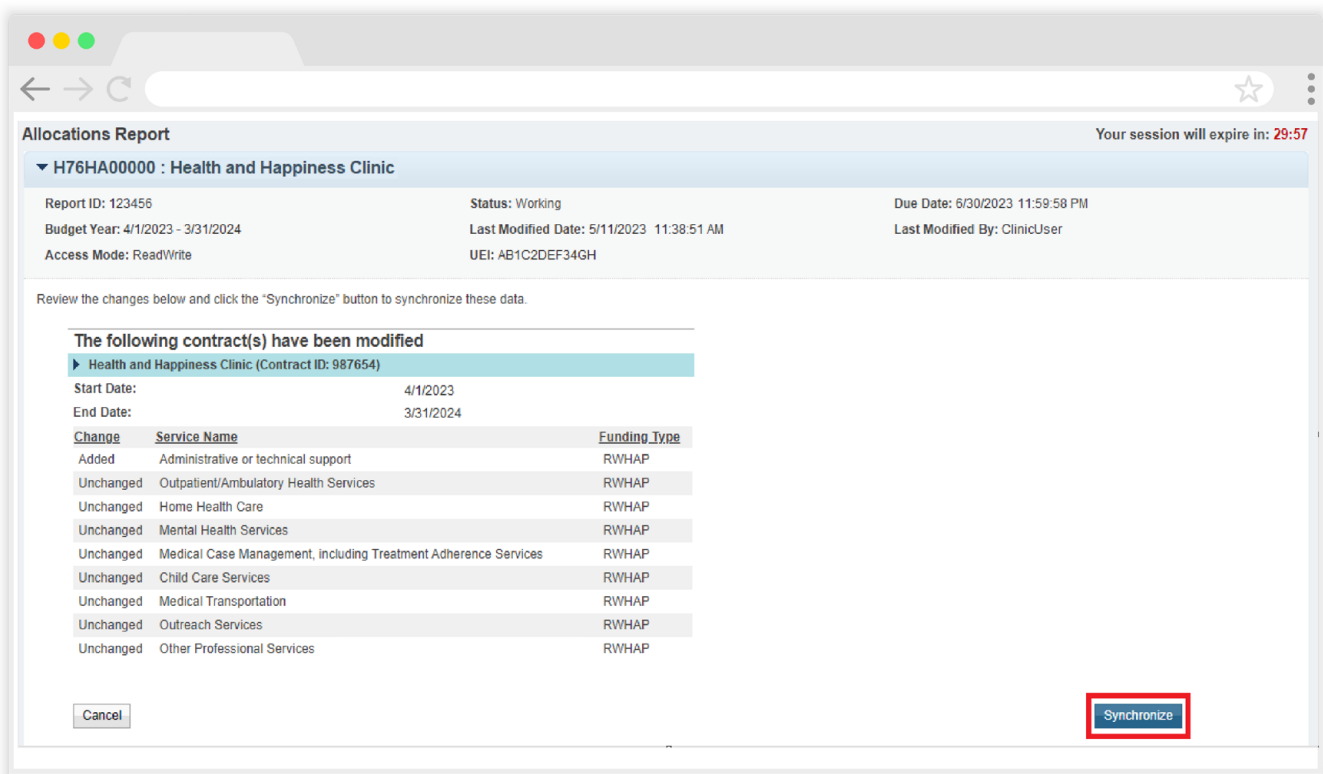 Allocations Report
Your session will expire in: 29:57
H76HA00000 : Health and Happiness Clinic
Report ID: 123456 Status: Working Due Date: 6/30/2023 11:59:58 PM
Budget Year: 4/1/2023 - 3/31/2024 Last Modified Date: 5/11/2023 11:38:51 AM Last Modified By: ClinicUser
Access Mode: ReadWrite UEI: AB1C2DEF34GH
Review the changes below and click the “Synchronize” button to synchronize these data.
The following contract(s) have been modified
Health and Happiness Clinic (Contract ID: 987654)
Start Date: 4/1/2023
End Date: 3/31/2024
Change Service Name Funding Type
Added Administrative or technical support RWHAP
Unchanged Outpatient/Ambulatory Health Services RWHAP
Unchanged Home Health Care RWHAP
Unchanged Mental Health Services RWHAP
Unchanged Medical Case Management, including Treatment Adherence Services RWHAP
Unchanged Child Care Services RWHAP
Unchanged Medical Transportation RWHAP
Unchanged Outreach Services RWHAP
Unchanged Other Professional Services RWHAP
Cancel Synchronize